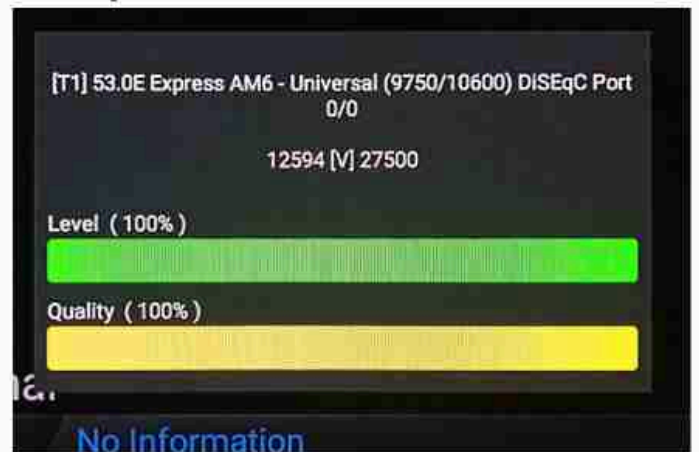 [T1] 53.0E Express AM6 - Universal (9750/10600) DiSEqC Port
0/0
12594 [V] 27500
Level ( 100% )
Quality ( 100% )
No Information